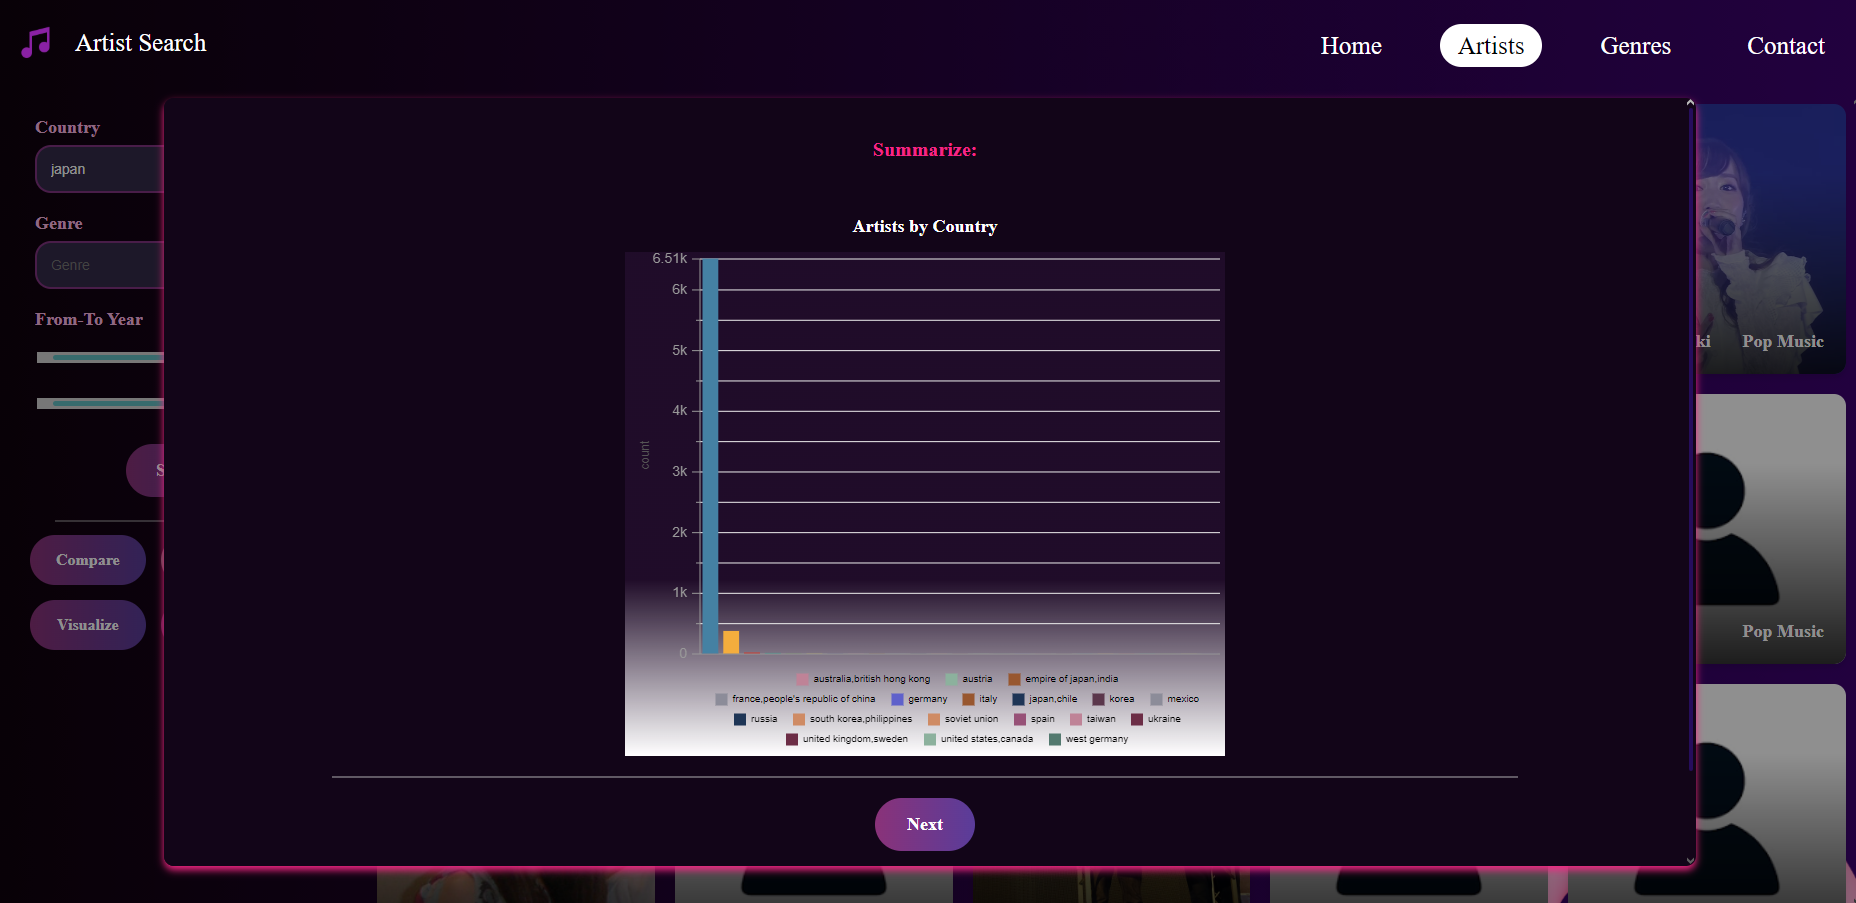 Artist Search
Home
Artists
Genres
Contact
Country
japan
Genre
Genre
From-To Year
S
Compare
Visualize
Summarize:
Artists by Country
6.51k
6k
5k
4k
3k
2k
1k
0
count
australia,british hong kong austria empire of japan,india
france,people's republic of china germany italy japan,chile korea mexico
russia south korea,philippines soviet union spain taiwan ukraine
united kingdom,sweden united states,canada west germany
Next
ki Pop Music
Pop Music